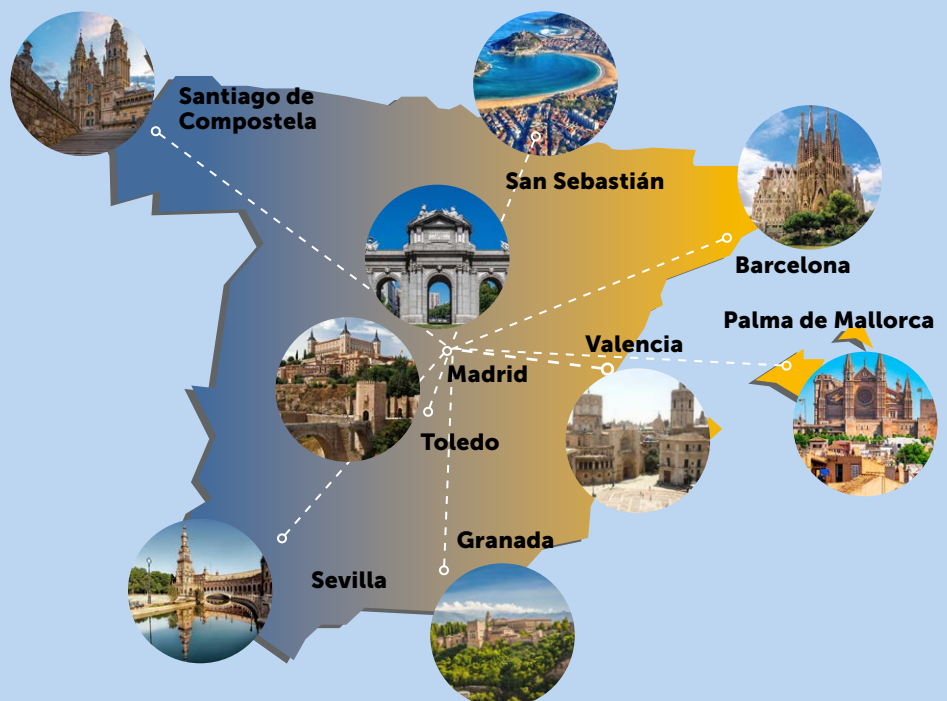 Santiago de
Compostela
San Sebastián
Barcelona
Palma de Mallorca
Valencia
Madrid
Toledo
Granada
Sevilla